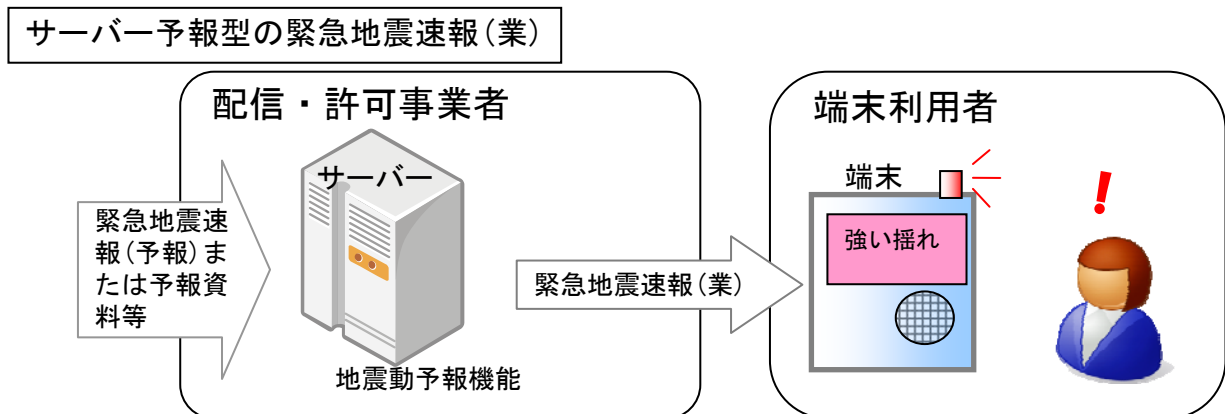 サーバー予報型の緊急地震速報(業)
配信・許可事業者
サーバー
緊急地震速
報(予報)ま
たは予報資
料等
地震動予報機能
緊急地震速報(業)
端末利用者
端末
強い揺れ
!